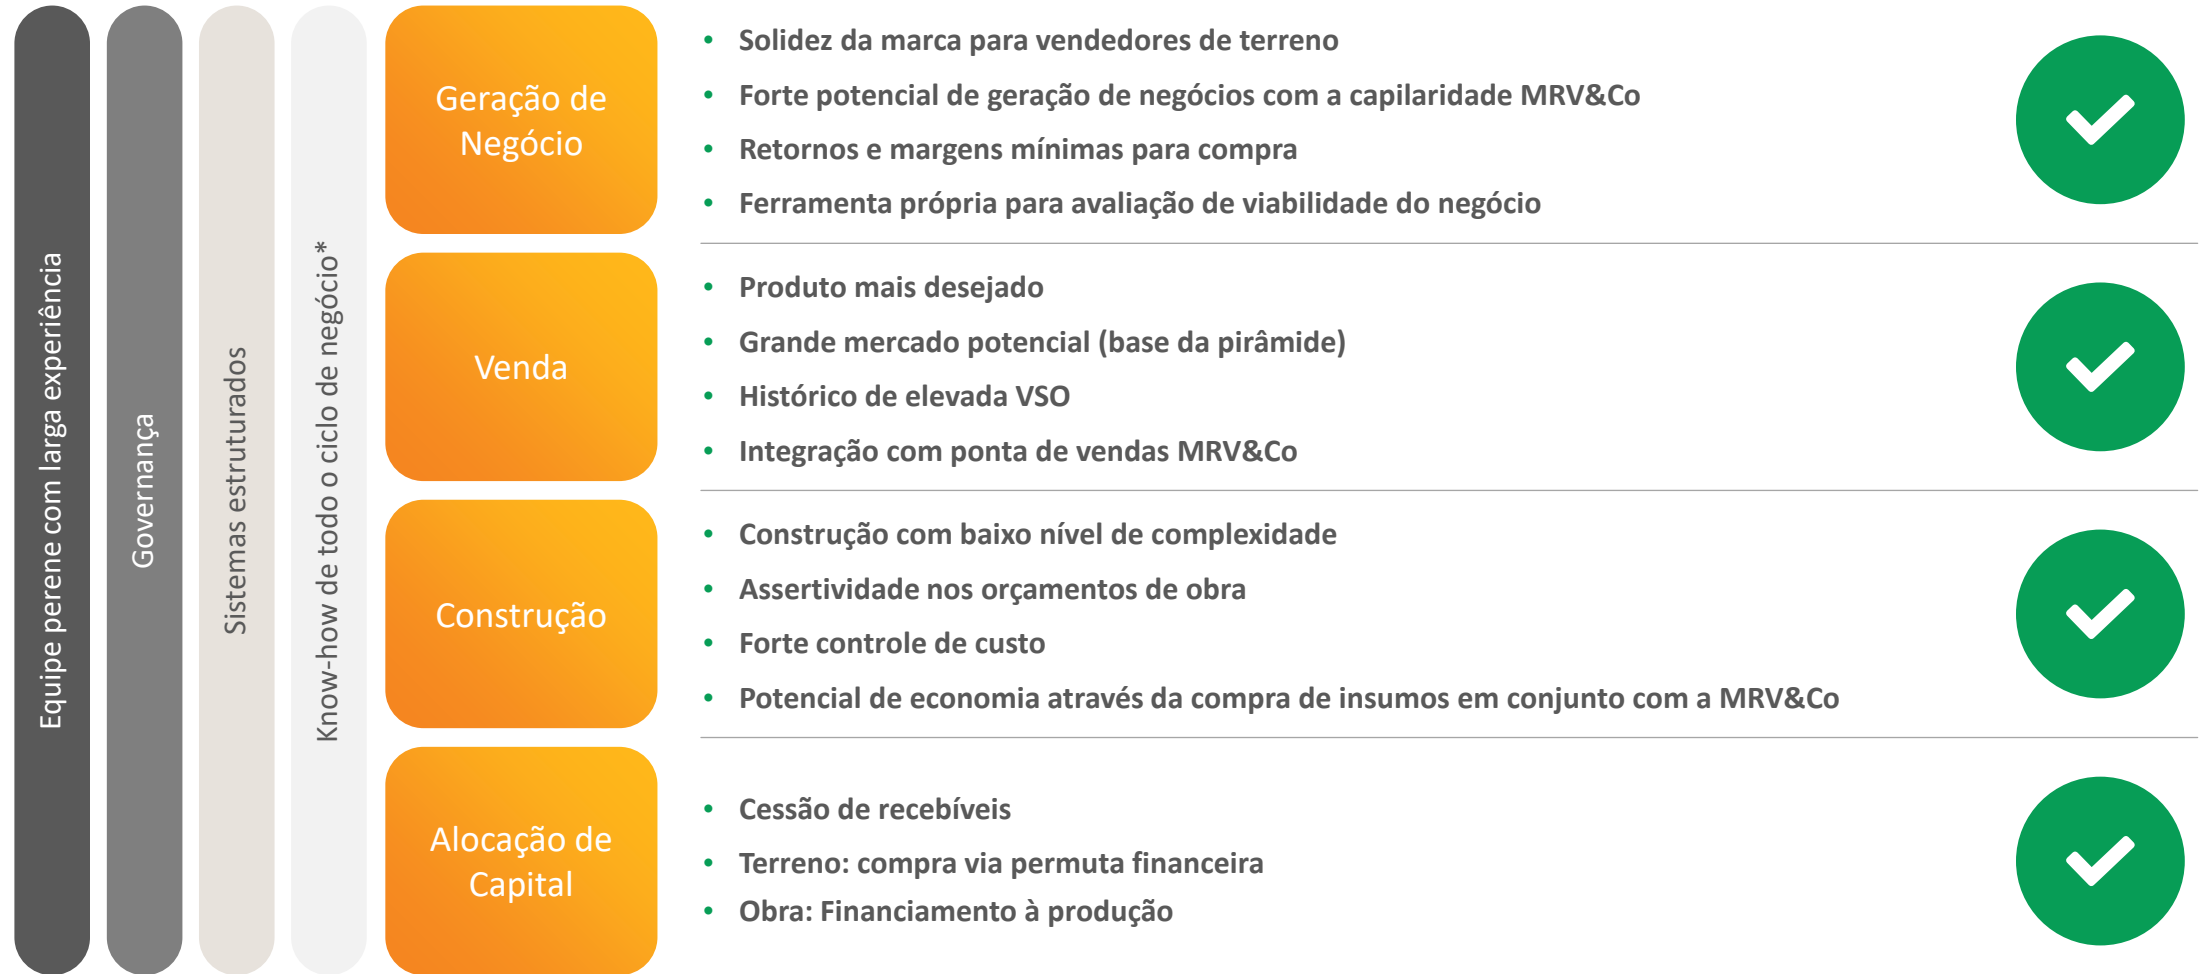 Equipe perene com larga experiência
Governança
Sistemas estruturados
Know-how de todo o ciclo de negócio*
Geração de
Negócio
• Solidez da marca para vendedores de terreno
• Forte potencial de geração de negócios com a capilaridade MRV&Co
• Retornos e margens mínimas para compra
• Ferramenta própria para avaliação de viabilidade do negócio
Venda
• Produto mais desejado
• Grande mercado potencial (base da pirâmide)
• Histórico de elevada VSO
• Integração com ponta de vendas MRV&Co
Construção
• Construção com baixo nível de complexidade
• Assertividade nos orçamentos de obra
• Forte controle de custo
• Potencial de economia através da compra de insumos em conjunto com a MRV&Co
Alocação de
Capital
• Cessão de recebíveis
• Terreno: compra via permuta financeira
• Obra: Financiamento à produção